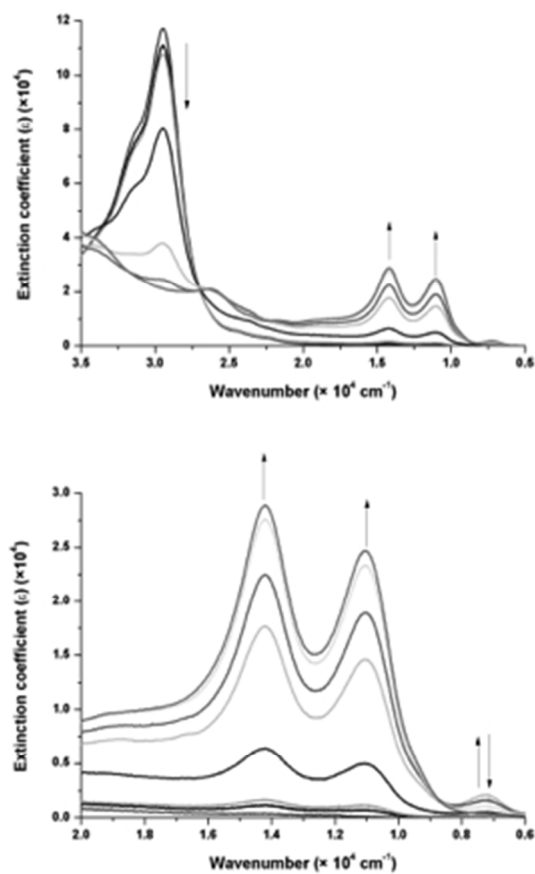 Extinction coefficient (ε) (×10⁴)
12
10
8
6
4
2
0
3.5 3.0 2.5 2.0 1.5 1.0 0.5
Wavenumber (× 10⁴ cm⁻¹)
Extinction coefficient (ε) (×10⁴)
3.0
2.5
2.0
1.5
1.0
0.5
0.0
2.0 1.8 1.6 1.4 1.2 1.0 0.8 0.6
Wavenumber (× 10⁴ cm⁻¹)